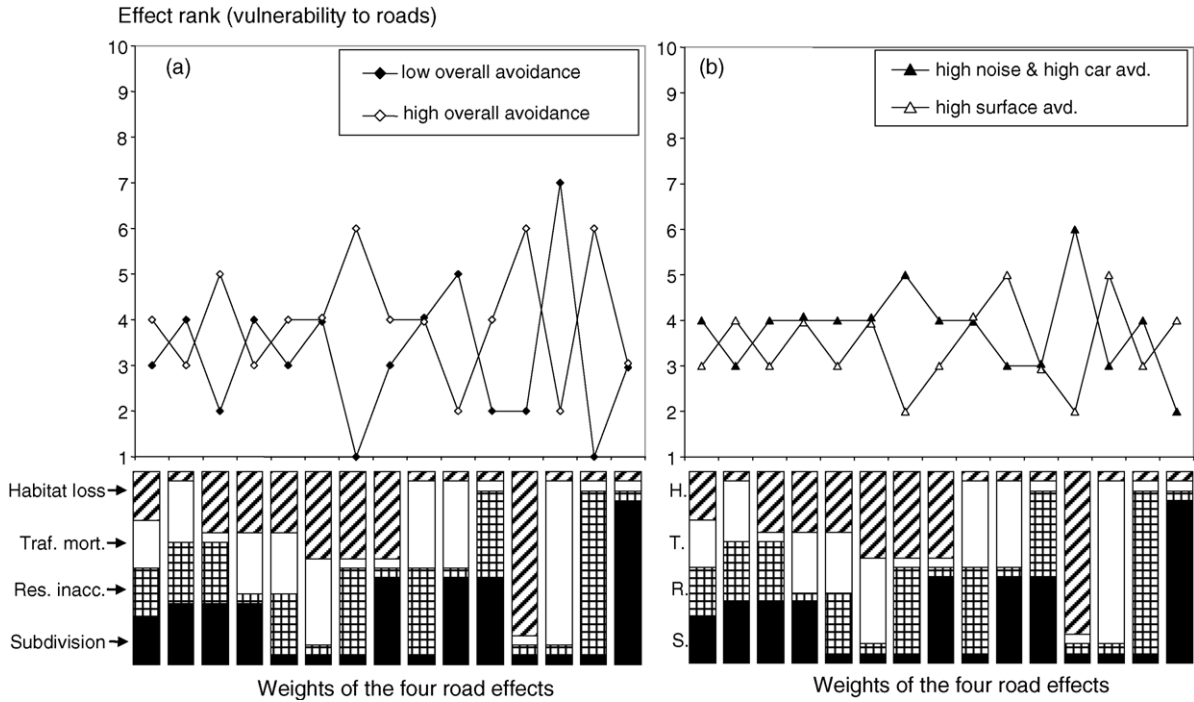 Effect rank (vulnerability to roads)
(a)
low overall avoidance
high overall avoidance
10
9
8
7
6
5
4
3
2
1
Habitat loss
Traf. mort.
Res. inacc.
Subdivision
Weights of the four road effects
(b)
high noise & high car avd.
high surface avd.
10
9
8
7
6
5
4
3
2
1
H.
T.
R.
S.
Weights of the four road effects